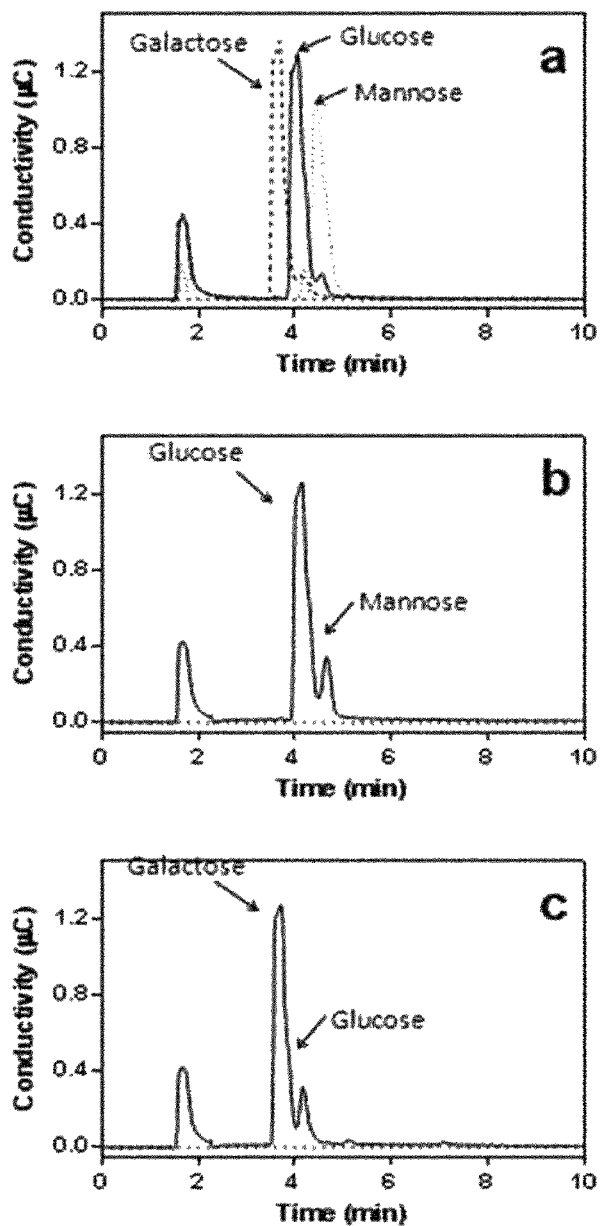 Galactose
Glucose
Mannose
a
Conductivity (µC)
1.2
0.8
0.4
0.0
0 2 4 6 8 10
Time (min)
Glucose
Mannose
b
Conductivity (µC)
1.2
0.8
0.4
0.0
0 2 4 6 8 10
Time (min)
Galactose
Glucose
c
Conductivity (µC)
1.2
0.8
0.4
0.0
0 2 4 6 8 10
Time (min)